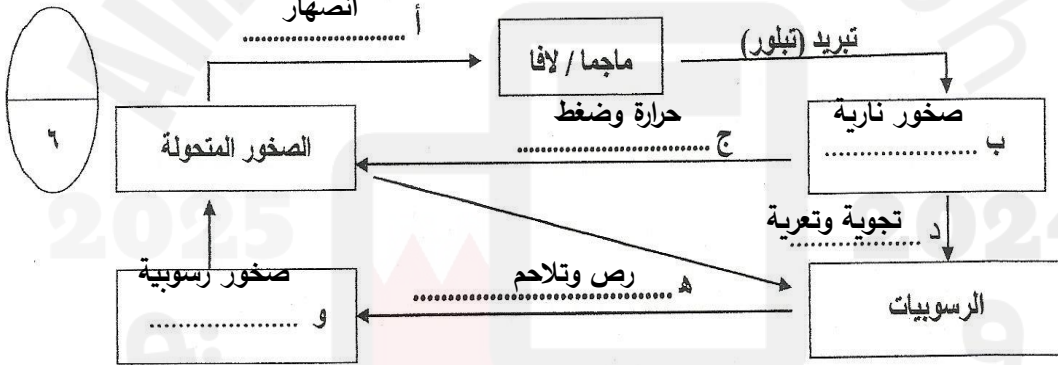 انصهار
أ ........................
ماجما / لافا
تبريد (تبلور)
٦
الصخور المتحولة
حرارة وضغط
ج ............................
صخور نارية
ب ......................
تجوية وتعرية
د ...................
صخور رسوبية
و ......................
رص وتلاحم
ه ......................................
الرسوبيات
2025